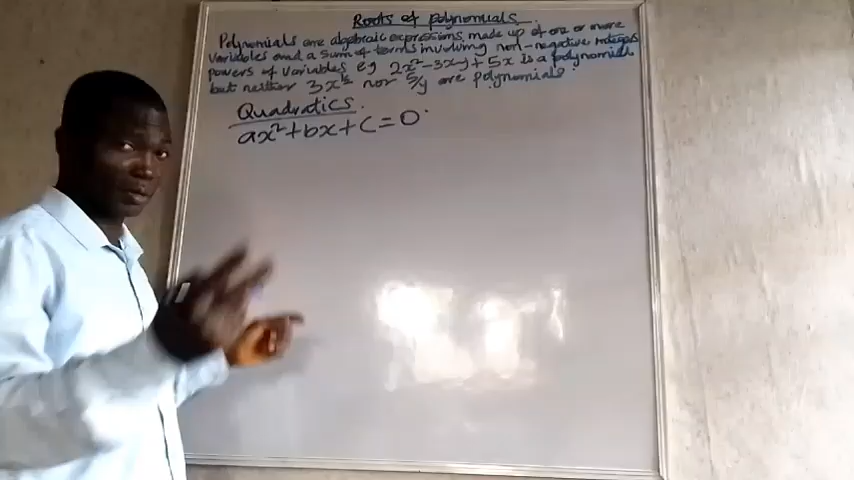 Roots of polynomials
Polynomials are algebraic expressions made up of one or more
variables and a sum of terms involving non-negative integers
powers of variables eg 2x²-3xy+5x is a polynomials
but neither 3x^½ nor 5/y are polynomials.
Quadratics.
ax²+bx+c=0.